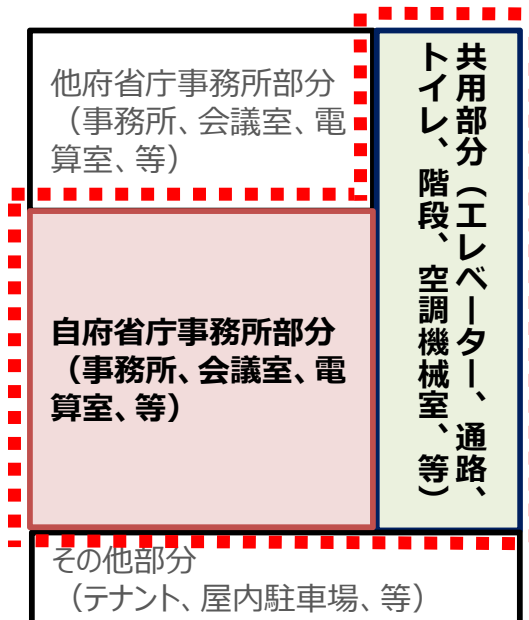 他府省庁事務所部分
（事務所、会議室、電
算室、等）
共用部分（エレベーター、通路、
トイレ、階段、空調機械室、等）
自府省庁事務所部分
（事務所、会議室、電
算室、等）
その他部分
（テナント、屋内駐車場、等）